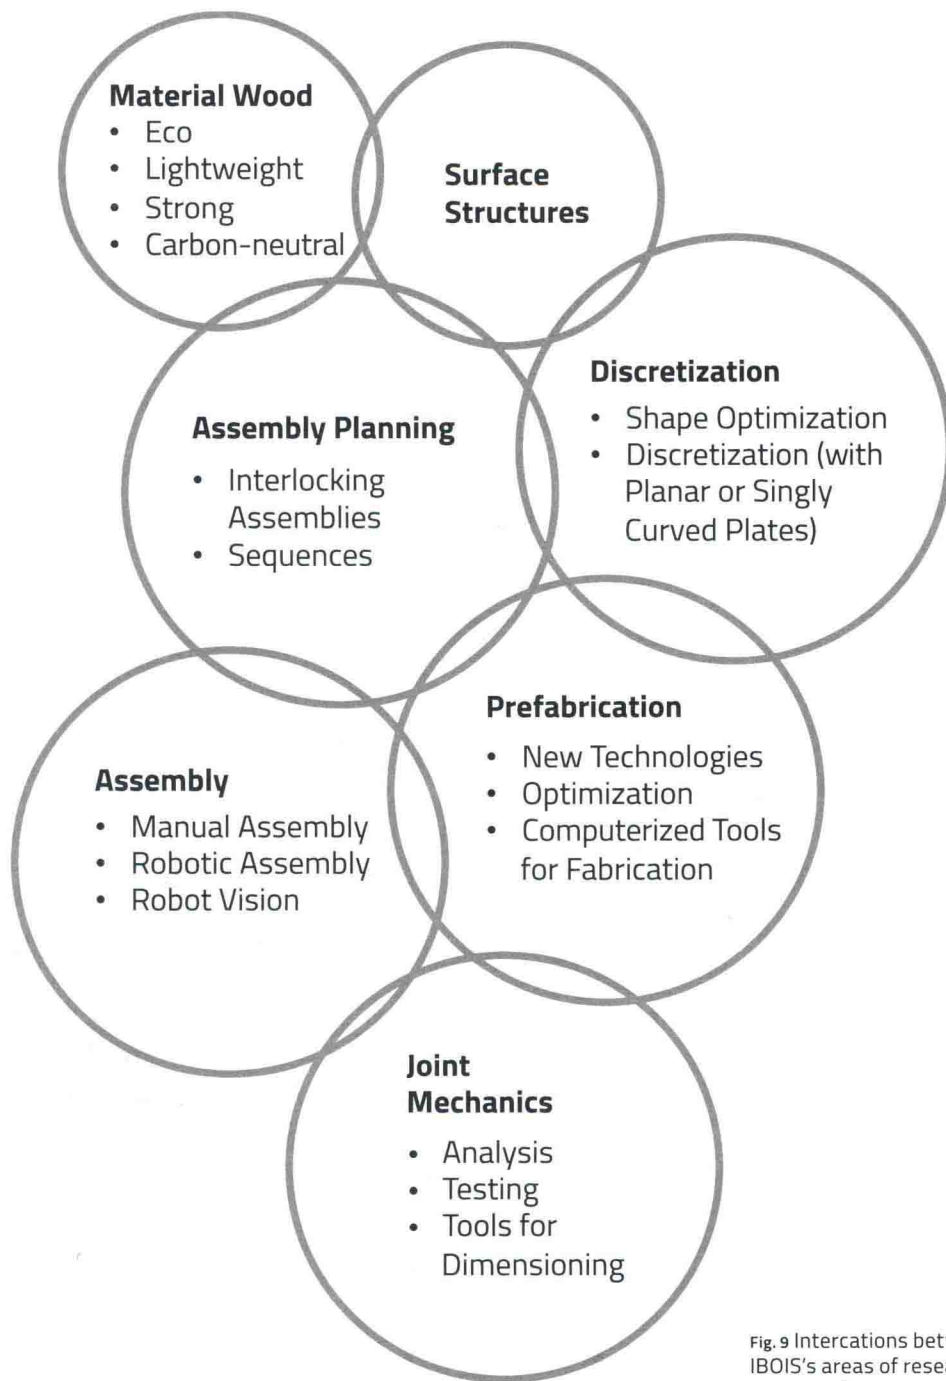 Material Wood
• Eco
• Lightweight
• Strong
• Carbon-neutral
Surface
Structures
Discretization
• Shape Optimization
• Discretization (with
Planar or Singly
Curved Plates)
Assembly Planning
• Interlocking
Assemblies
• Sequences
Prefabrication
• New Technologies
• Optimization
• Computerized Tools
for Fabrication
Assembly
• Manual Assembly
• Robotic Assembly
• Robot Vision
Joint
Mechanics
• Analysis
• Testing
• Tools for
Dimensioning
Fig. 9 Intercations bet
IBOIS's areas of resea